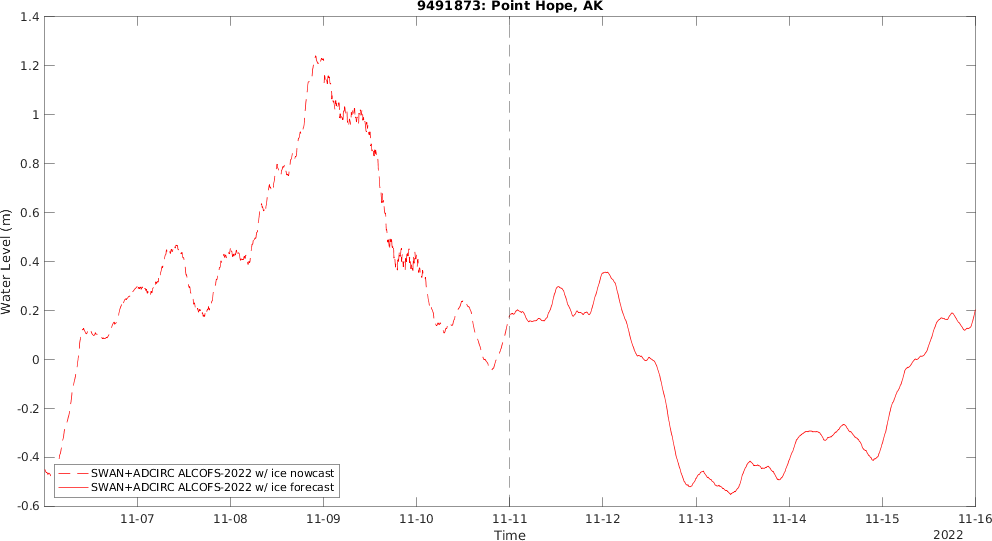 9491873: Point Hope, AK
1.4
1.2
1
0.8
0.6
0.4
0.2
0
-0.2
-0.4
-0.6
Water Level (m)
SWAN+ADCIRC ALCOFS-2022 w/ ice nowcast
SWAN+ADCIRC ALCOFS-2022 w/ ice forecast
11-07 11-08 11-09 11-10 11-11 11-12 11-13 11-14 11-15 11-16
Time
2022